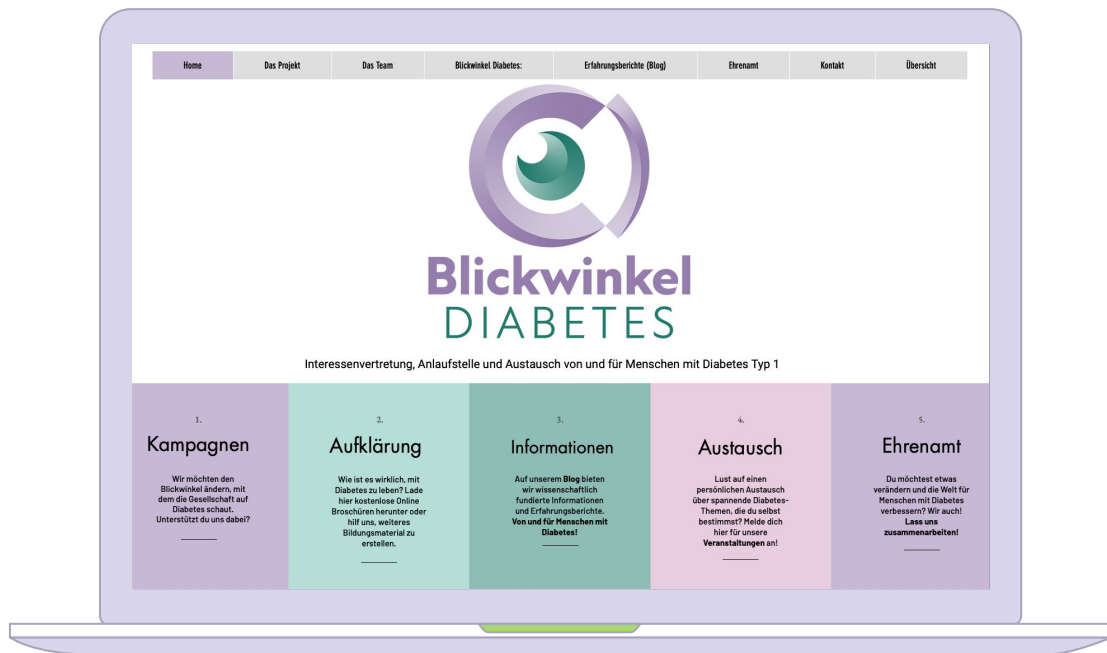 Home
Das Projekt
Das Team
Blickwinkel Diabetes:
Erfahrungsberichte (Blog)
Ehrenamt
Kontakt
Übersicht
Blickwinkel
DIABETES
Interessenvertretung, Anlaufstelle und Austausch von und für Menschen mit Diabetes Typ 1
1.
Kampagnen
Wir möchten den
Blickwinkel ändern, mit
dem die Gesellschaft auf
Diabetes schaut.
Unterstützt du uns dabei?
2.
Aufklärung
Wie ist es wirklich, mit
Diabetes zu leben? Lade
hier kostenlose Online
Broschüren herunter oder
hilf uns, weiteres
Bildungsmaterial zu
erstellen.
3.
Informationen
Auf unserem Blog bieten
wir wissenschaftlich
fundierte Informationen
und Erfahrungsberichte.
Von und für Menschen mit
Diabetes!
4.
Austausch
Lust auf einen
persönlichen Austausch
über spannende Diabetes-
Themen, die du selbst
bestimmst? Melde dich
hier für unsere
Veranstaltungen an!
5.
Ehrenamt
Du möchtest etwas
verändern und die Welt für
Menschen mit Diabetes
verbessern? Wir auch!
Lass uns
zusammenarbeiten!